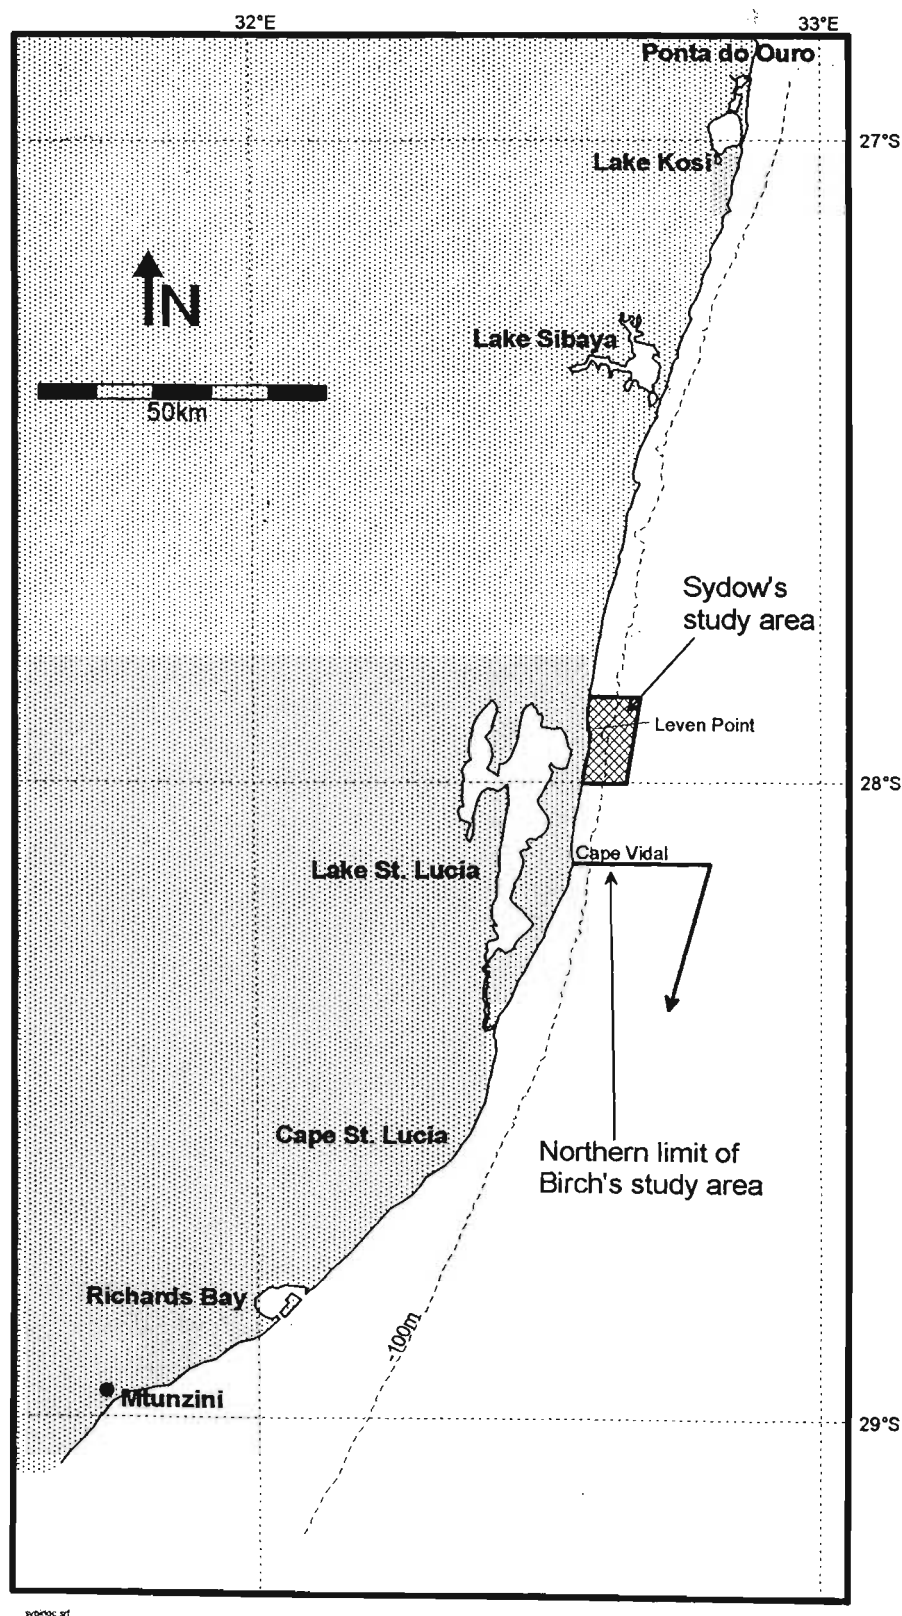 32°E
33°E
Ponta do Ouro
27°S
Lake Kosi
N
Lake Sibaya
50km
Sydow's
study area
Leven Point
28°S
Cape Vidal
Lake St. Lucia
Cape St. Lucia
Northern limit of
Birch's study area
Richards Bay
-100m
Mtunzini
29°S